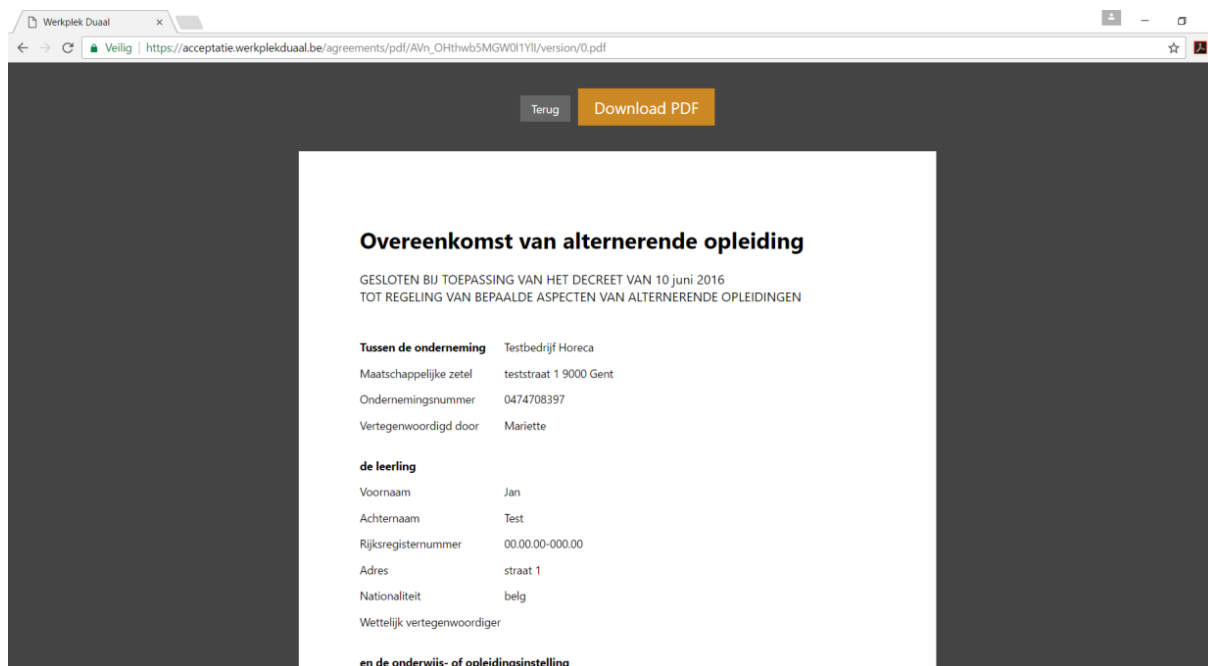 Werkplek Duaal
Veilig | https://acceptatie.werkplekduaal.be/agreements/pdf/AVn_OHthwb5MGW0l1YlI/version/0.pdf
Terug Download PDF
Overeenkomst van alternerende opleiding
GESLOTEN BIJ TOEPASSING VAN HET DECREET VAN 10 juni 2016
TOT REGELING VAN BEPAALDE ASPECTEN VAN ALTERNERENDE OPLEIDINGEN
Tussen de onderneming Testbedrijf Horeca
Maatschappelijke zetel teststraat 1 9000 Gent
Ondernemingsnummer 0474708397
Vertegenwoordigd door Mariette
de leerling
Voornaam Jan
Achternaam Test
Rijksregisternummer 00.00.00-000.00
Adres straat 1
Nationaliteit belg
Wettelijk vertegenwoordiger
en de onderwijs- of opleidingsinstelling